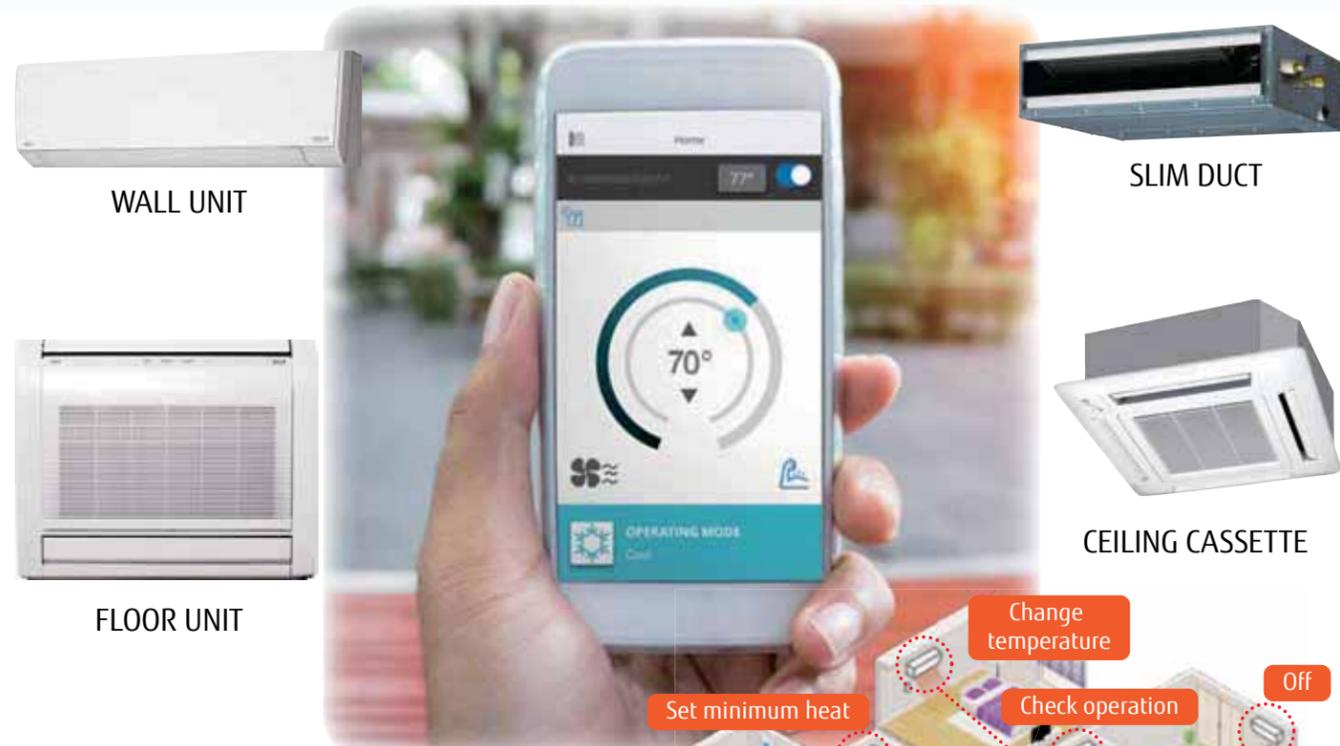 WALL UNIT
SLIM DUCT
Home
77°
70°
OPERATING MODE
Cool
FLOOR UNIT
CEILING CASSETTE
Change
temperature
Off
Set minimum heat
Check operation